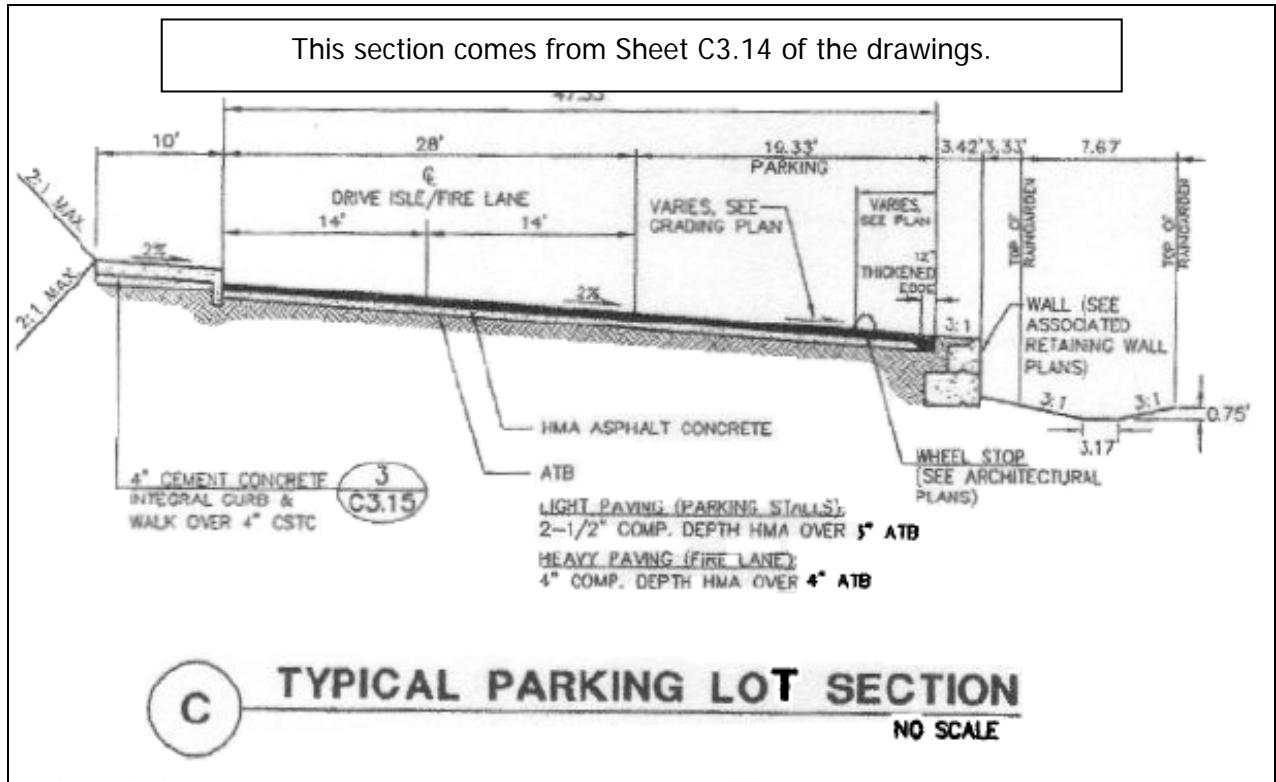 This section comes from Sheet C3.14 of the drawings.
47.33'
10'
28'
19.33'
PARKING
3.42'
3.33'
7.67'
℄
DRIVE ISLE/FIRE LANE
14'
14'
VARIES, SEE
GRADING PLAN
VARIES,
SEE PLAN
12"
THICKENED
EDGE
TOP OF
RAINGARDEN
TOP OF
RAINGARDEN
2:1 MAX
2:1 MAX
2%
2%
3:1
WALL (SEE
ASSOCIATED
RETAINING WALL
PLANS)
3:1
3:1
0.75'
3.17'
HMA ASPHALT CONCRETE
ATB
WHEEL STOP
(SEE ARCHITECTURAL
PLANS)
4" CEMENT CONCRETE
INTEGRAL CURB &
WALK OVER 4" CSTC
3
C3.15
LIGHT PAVING (PARKING STALLS):
2-1/2" COMP. DEPTH HMA OVER ATB
HEAVY PAVING (FIRE LANE):
4" COMP. DEPTH HMA OVER 4" ATB
C
TYPICAL PARKING LOT SECTION
NO SCALE